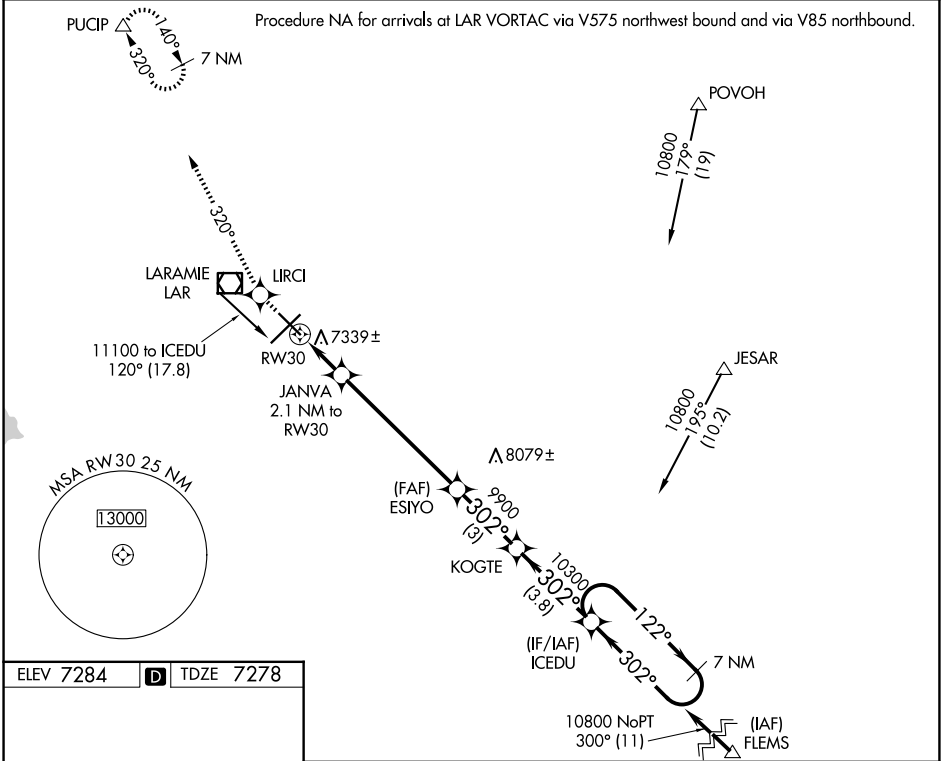 Procedure NA for arrivals at LAR VORTAC via V575 northwest bound and via V85 northbound.
PUCIP
140°
320°
7 NM
POVOH
10800
179°
(19)
320°
LARAMIE
LAR
LIRCI
11100 to ICEDU
120° (17.8)
RW30
7339±
JANVA
2.1 NM to
RW30
JESAR
10800
195°
(10.2)
8079±
MSA RW30 25 NM
13000
(FAF)
ESIYO
9900
302°
(3)
KOGTE
10300
302°
(3.8)
(IF/IAF)
ICEDU
122°
302°
7 NM
10800 NoPT
300° (11)
(IAF)
FLEMS
ELEV 7284 D TDZE 7278